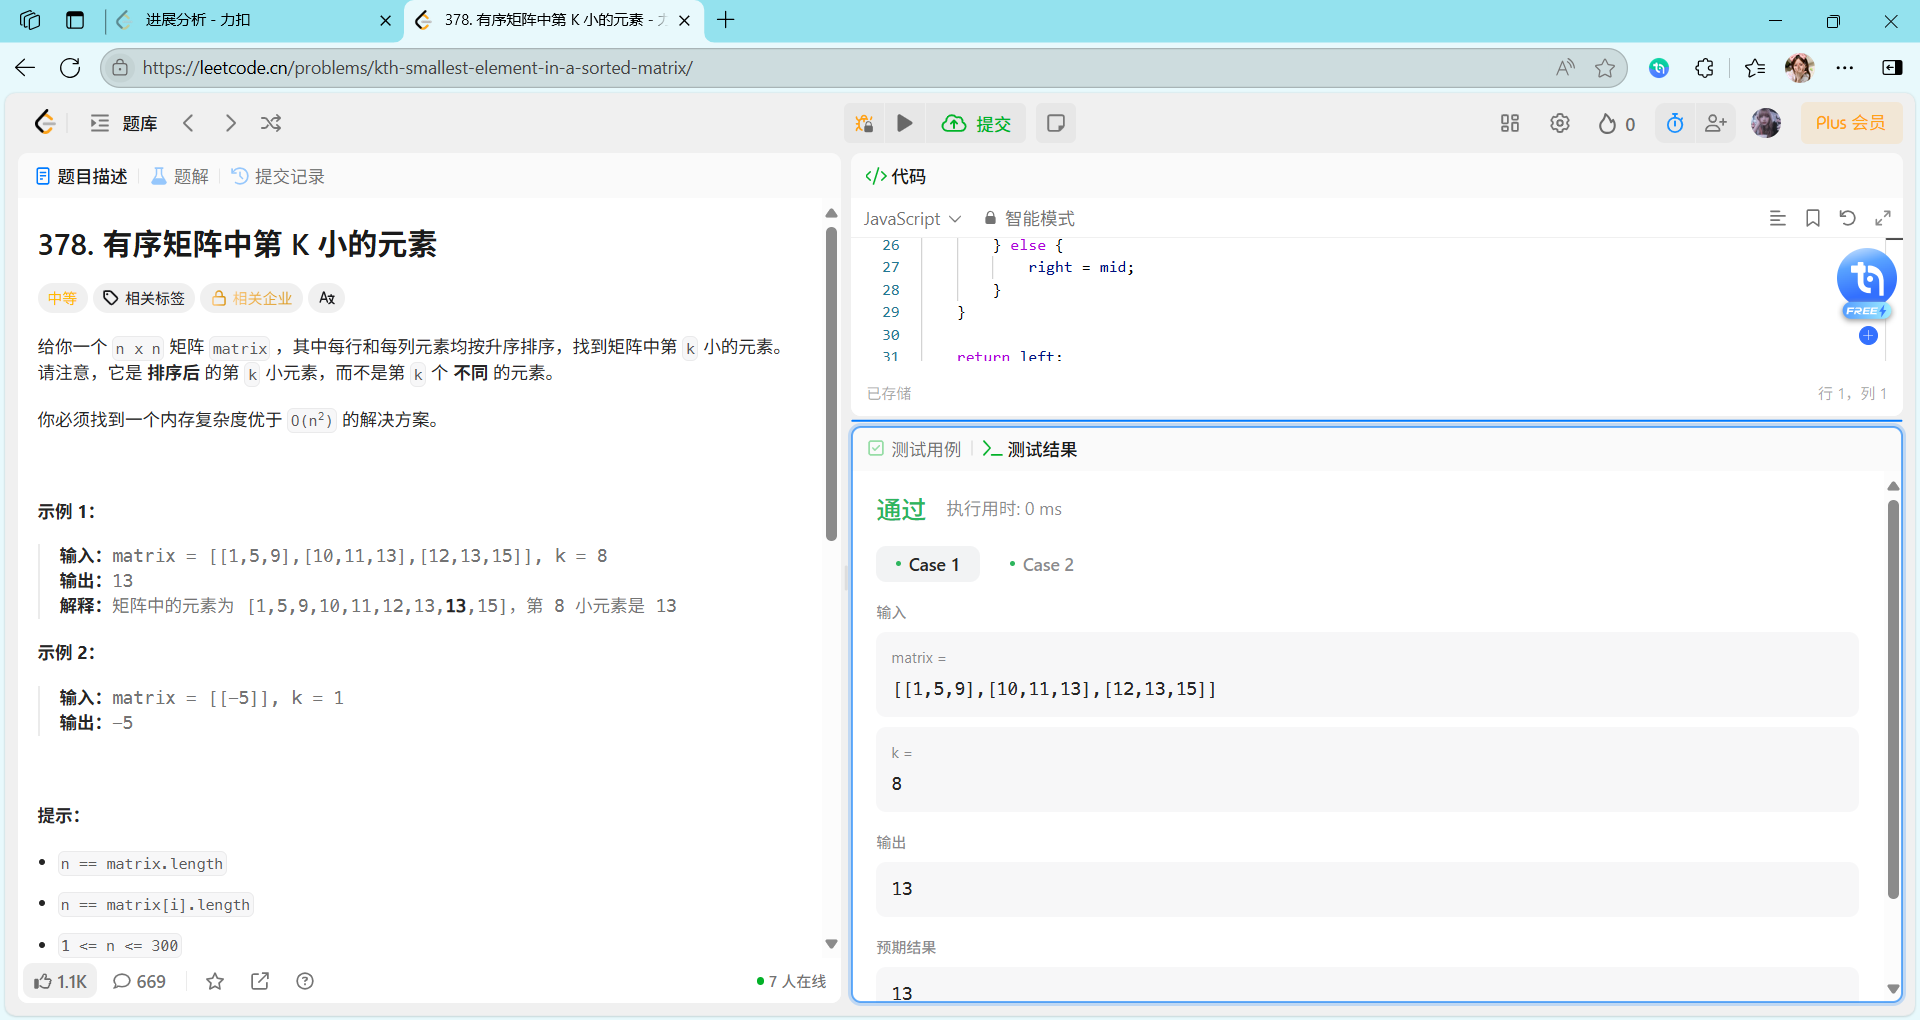 进展分析 - 力扣
378. 有序矩阵中第 K 小的元素 - 力
https://leetcode.cn/problems/kth-smallest-element-in-a-sorted-matrix/
题库
提交
0
Plus 会员
题目描述
题解
提交记录
378. 有序矩阵中第 K 小的元素
中等
相关标签
相关企业
给你一个 n x n 矩阵 matrix ，其中每行和每列元素均按升序排序，找到矩阵中第 k 小的元素。
请注意，它是 排序后 的第 k 小元素，而不是第 k 个 不同 的元素。
你必须找到一个内存复杂度优于 O(n²) 的解决方案。
示例 1：
输入：matrix = [[1,5,9],[10,11,13],[12,13,15]], k = 8
输出：13
解释：矩阵中的元素为 [1,5,9,10,11,12,13,13,15]，第 8 小元素是 13
示例 2：
输入：matrix = [[-5]], k = 1
输出：-5
提示：
n == matrix.length
n == matrix[i].length
1 <= n <= 300
1.1K
669
7 人在线
代码
JavaScript
智能模式
26 } else {
27 right = mid;
28 }
29 }
30
31 return left;
FREE
已存储
行 1，列 1
测试用例
测试结果
通过
执行用时: 0 ms
Case 1
Case 2
输入
matrix =
[[1,5,9],[10,11,13],[12,13,15]]
k =
8
输出
13
预期结果
13